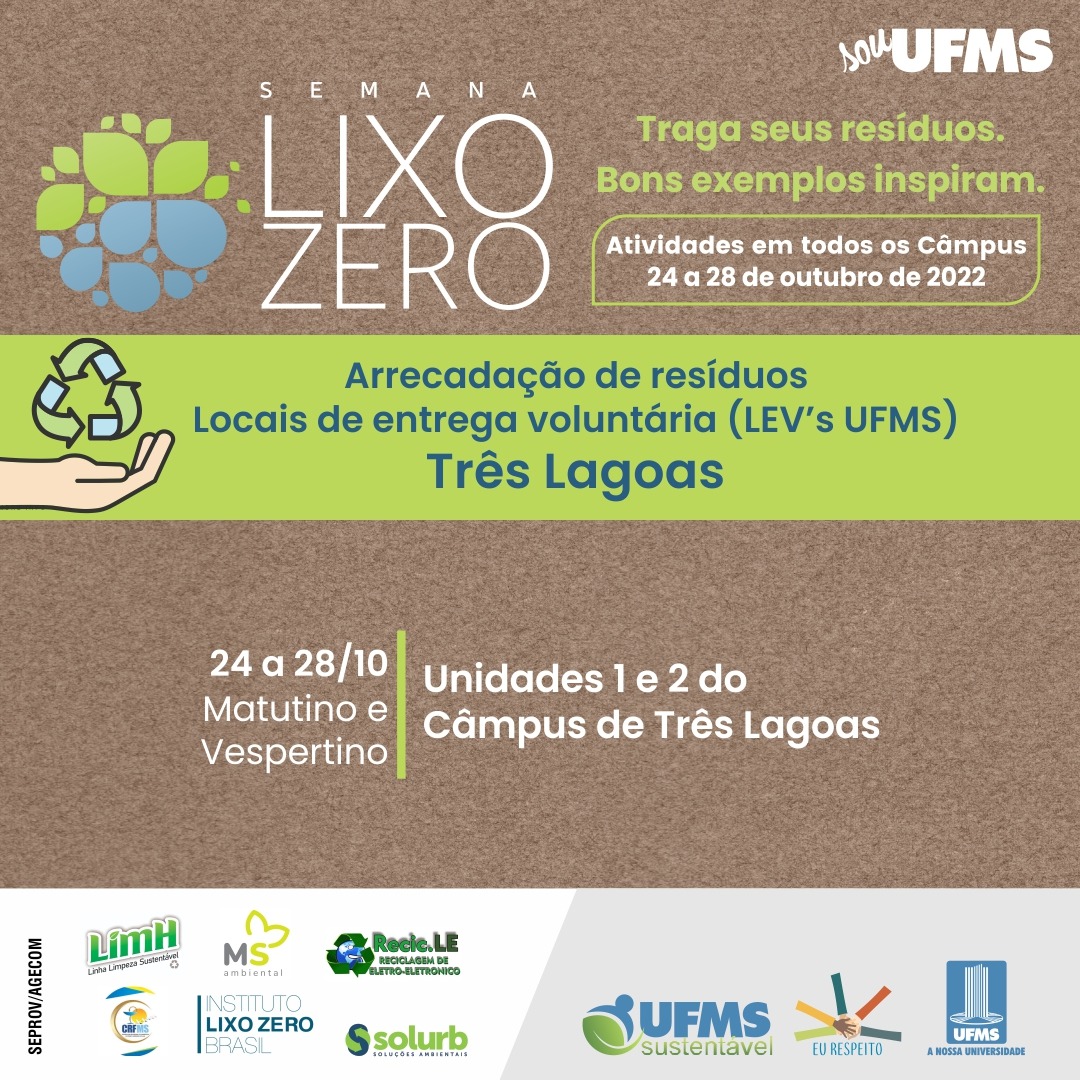 sou UFMS
SEMANA
LIXO
ZERO
Traga seus resíduos.
Bons exemplos inspiram.
Atividades em todos os Câmpus
24 a 28 de outubro de 2022
Arrecadação de resíduos
Locais de entrega voluntária (LEV’s UFMS)
Três Lagoas
24 a 28/10
Matutino e
Vespertino
Unidades 1 e 2 do
Câmpus de Três Lagoas
SEPROV/AGECOM
LimH
Linha Limpeza Sustentável
MS
ambiental
Recic.LE
RECICLAGEM DE
ELETRO-ELETRONICO
CRFMS
INSTITUTO
LIXO ZERO
BRASIL
solurb
SOLUÇÕES AMBIENTAIS
UFMS
sustentável
EU RESPEITO
UFMS
A NOSSA UNIVERSIDADE